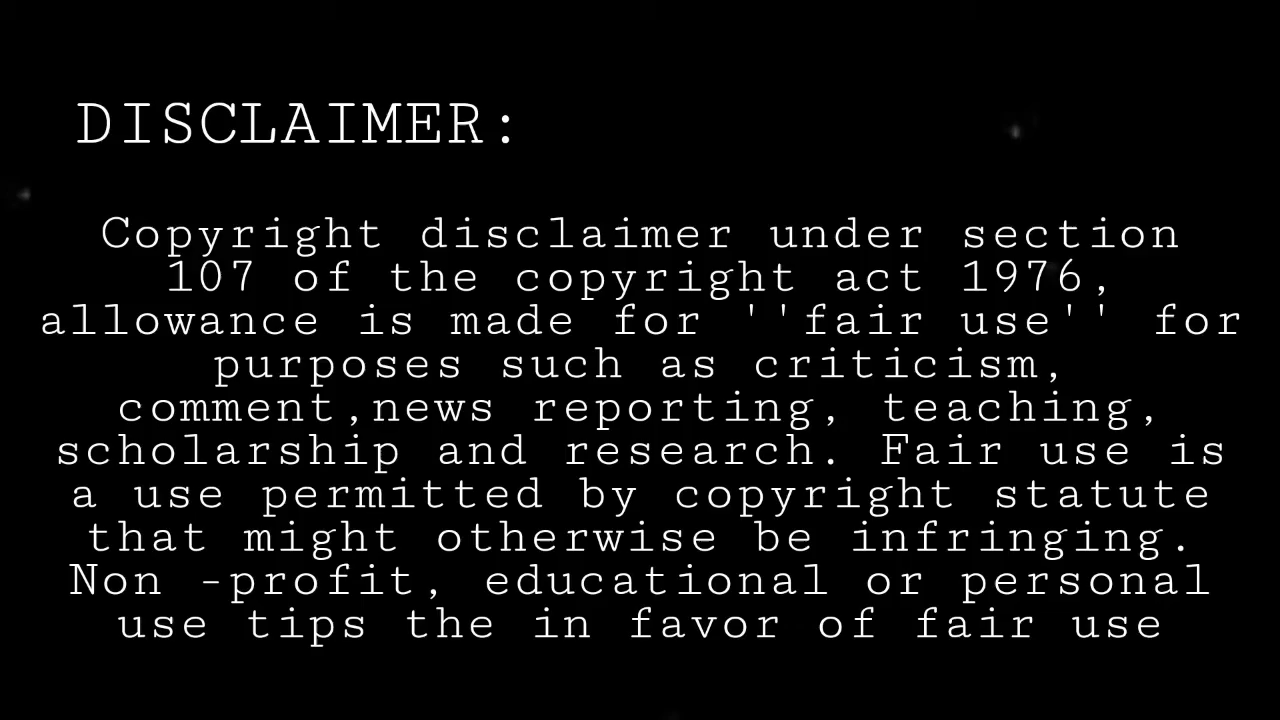 DISCLAIMER:
Copyright disclaimer under section
107 of the copyright act 1976,
allowance is made for ''fair use'' for
purposes such as criticism,
comment,news reporting, teaching,
scholarship and research. Fair use is
a use permitted by copyright statute
that might otherwise be infringing.
Non -profit, educational or personal
use tips the in favor of fair use